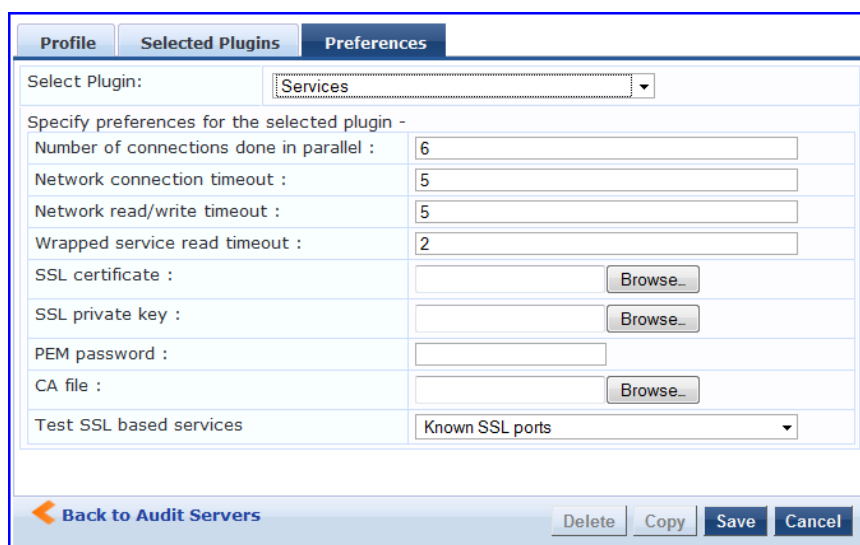 Profile Selected Plugins Preferences
Select Plugin: Services
Specify preferences for the selected plugin -
Number of connections done in parallel : 6
Network connection timeout : 5
Network read/write timeout : 5
Wrapped service read timeout : 2
SSL certificate : Browse...
SSL private key : Browse...
PEM password :
CA file : Browse...
Test SSL based services Known SSL ports
Back to Audit Servers Delete Copy Save Cancel